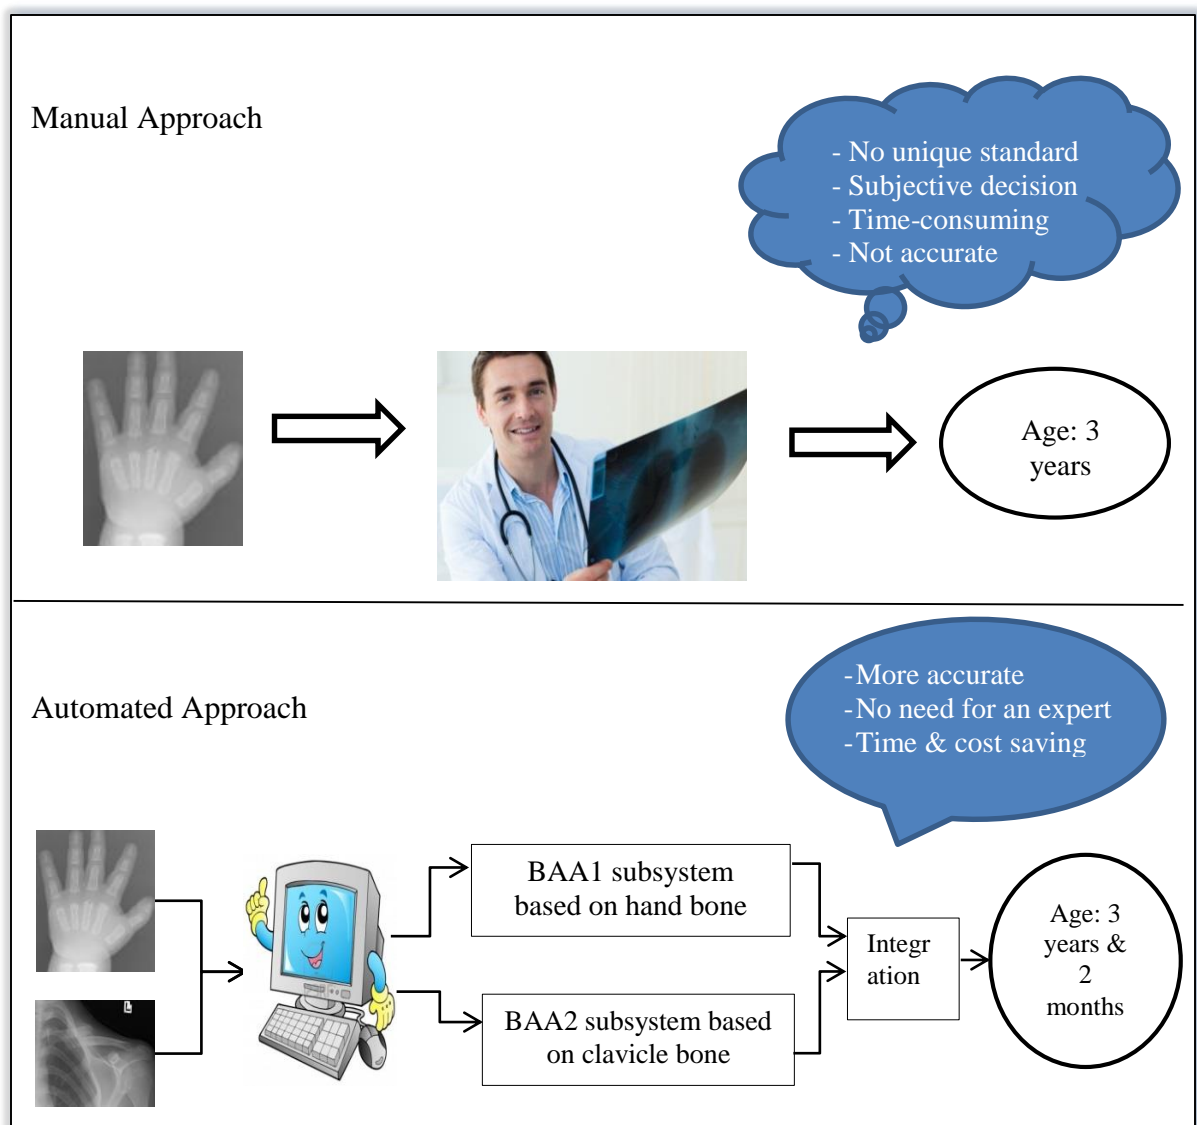 Manual Approach
- No unique standard
- Subjective decision
- Time-consuming
- Not accurate
Age: 3
years
Automated Approach
-More accurate
-No need for an expert
-Time & cost saving
L
BAA1 subsystem
based on hand bone
BAA2 subsystem based
on clavicle bone
Integr
ation
Age: 3
years &
2
months